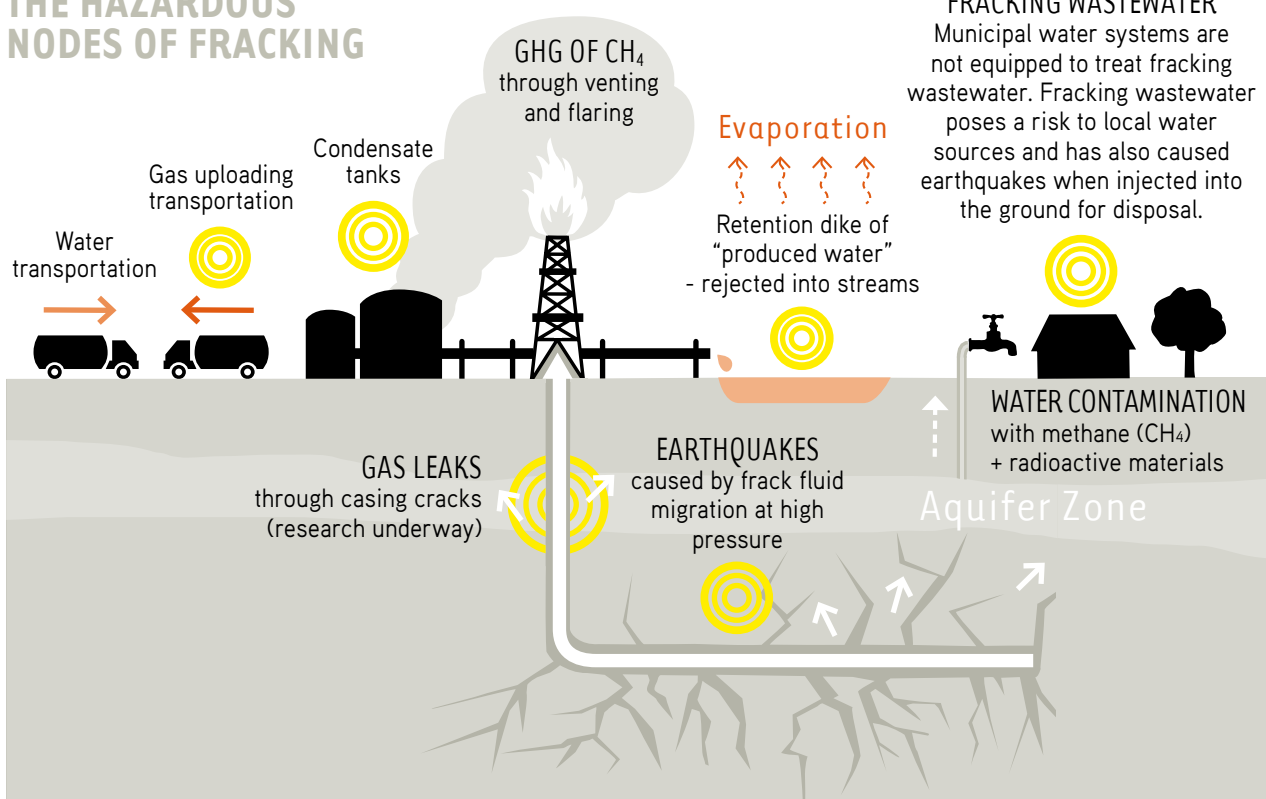 THE HAZARDOUS
NODES OF FRACKING
GHG OF CH₄
through venting
and flaring
FRACKING WASTEWATER
Municipal water systems are
not equipped to treat fracking
wastewater. Fracking wastewater
poses a risk to local water
sources and has also caused
earthquakes when injected into
the ground for disposal.
Evaporation
Condensate
tanks
Gas uploading
transportation
Water
transportation
Retention dike of
“produced water”
- rejected into streams
WATER CONTAMINATION
with methane (CH₄)
+ radioactive materials
GAS LEAKS
through casing cracks
(research underway)
EARTHQUAKES
caused by frack fluid
migration at high
pressure
Aquifer Zone